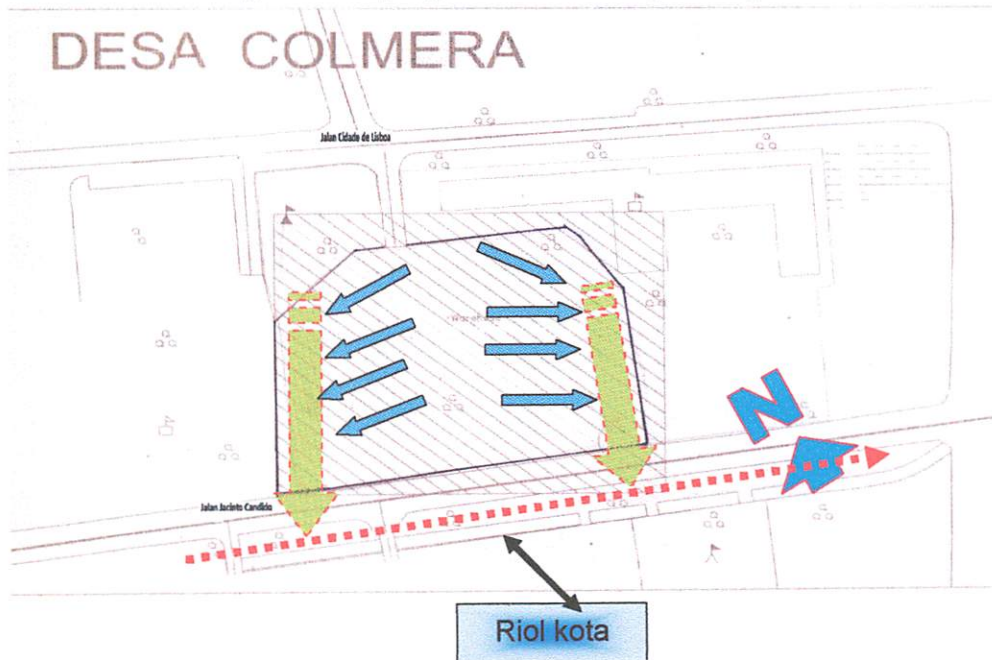 DESA COLMERA
Jalan Cidade de Lisboa
Jalan Jacinto Candido
N
Riol kota